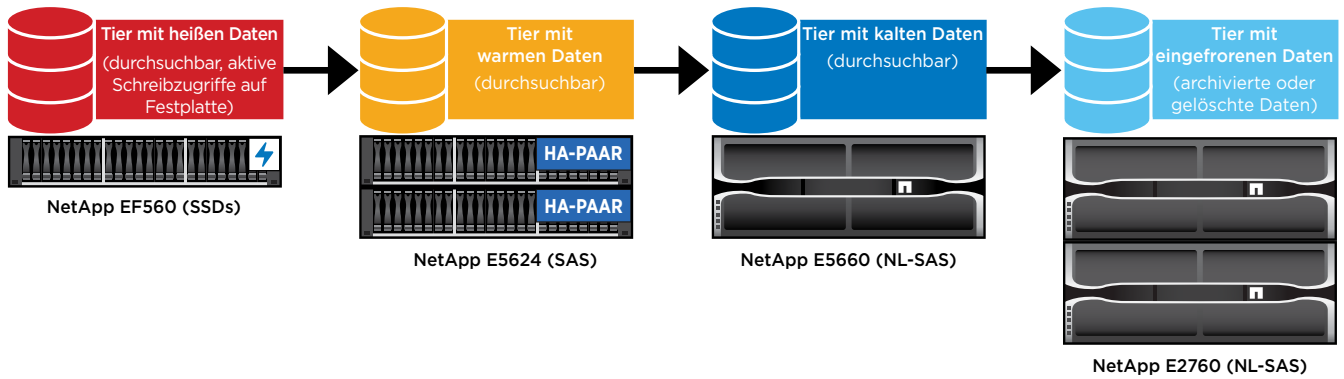 Tier mit heißen Daten
(durchsuchbar, aktive
Schreibzugriffe auf
Festplatte)
Tier mit
warmen Daten
(durchsuchbar)
Tier mit kalten Daten
(durchsuchbar)
Tier mit
eingefrorenen Daten
(archivierte oder
gelöschte Daten)
HA-PAAR
HA-PAAR
NetApp EF560 (SSDs)
NetApp E5624 (SAS)
NetApp E5660 (NL-SAS)
NetApp E2760 (NL-SAS)